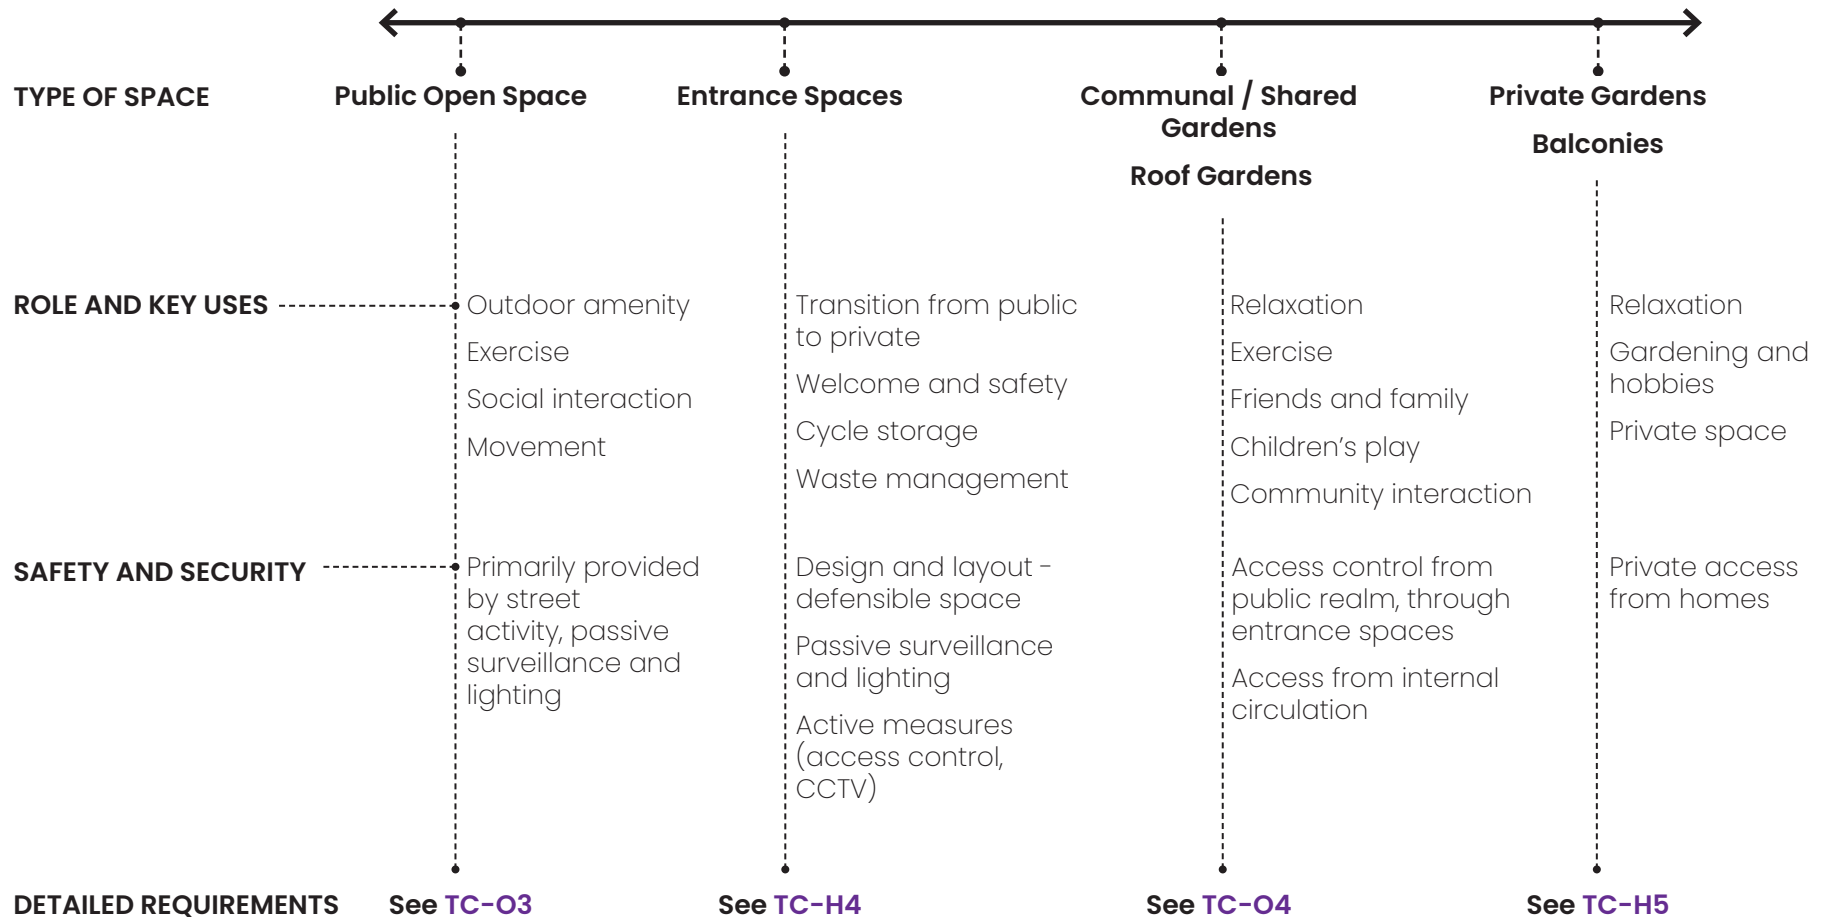 TYPE OF SPACE
Public Open Space
Entrance Spaces
Communal / Shared
Gardens
Roof Gardens
Private Gardens
Balconies
ROLE AND KEY USES
Outdoor amenity
Exercise
Social interaction
Movement
Transition from public
to private
Welcome and safety
Cycle storage
Waste management
Relaxation
Exercise
Friends and family
Children's play
Community interaction
Relaxation
Gardening and
hobbies
Private space
SAFETY AND SECURITY
Primarily provided
by street
activity, passive
surveillance and
lighting
Design and layout -
defensible space
Passive surveillance
and lighting
Active measures
(access control,
CCTV)
Access control from
public realm, through
entrance spaces
Access from internal
circulation
Private access
from homes
DETAILED REQUIREMENTS
See TC-O3
See TC-H4
See TC-O4
See TC-H5